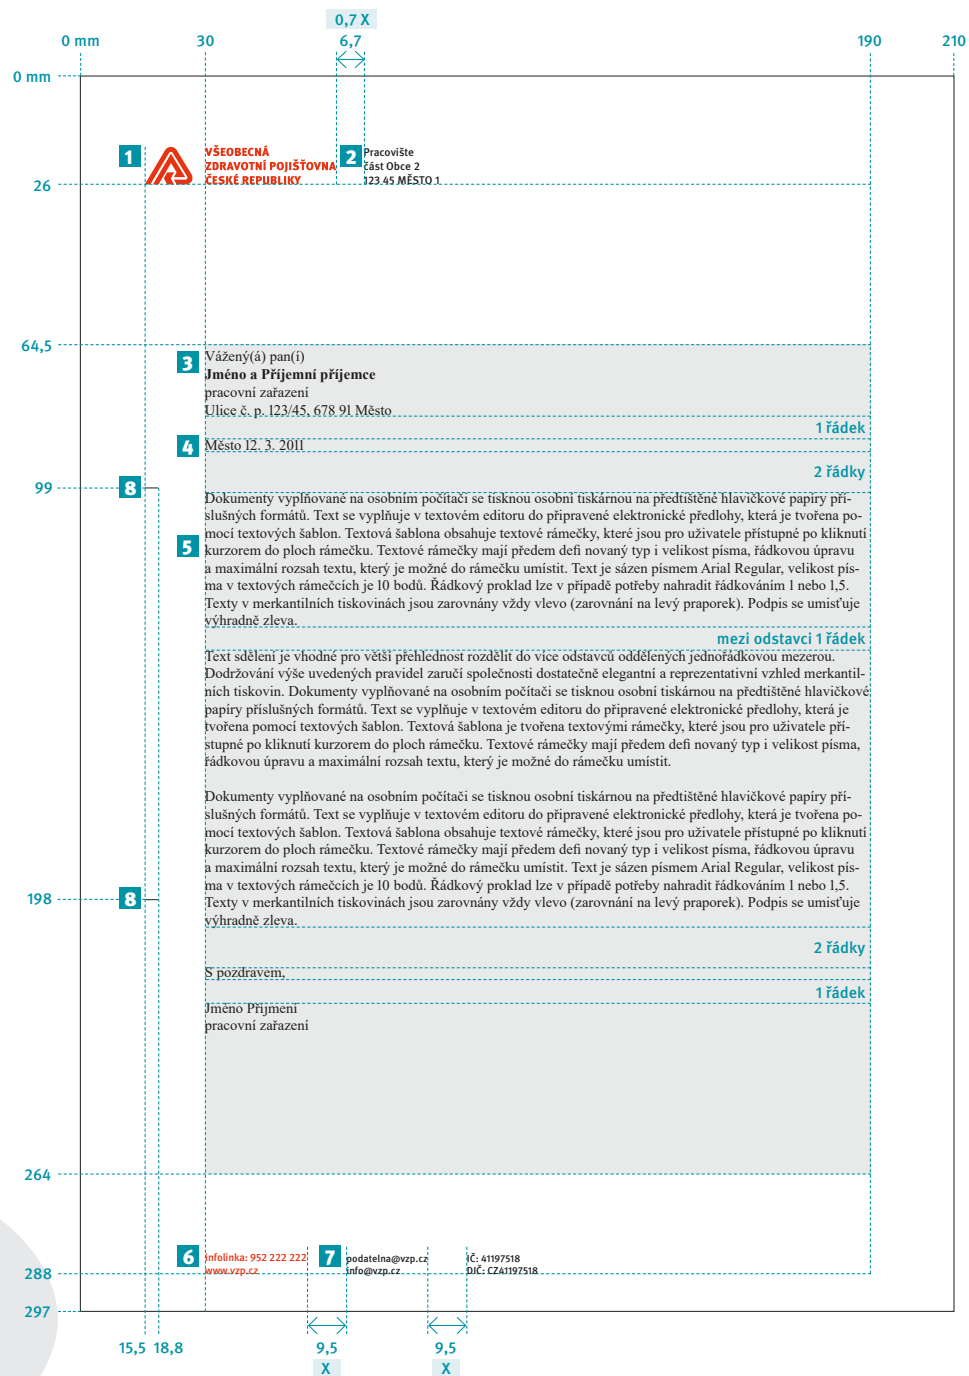 0,7 X
0 mm 30 6,7 190 210
0 mm
1 VŠEOBECNÁ
ZDRAVOTNÍ POJIŠŤOVNA
ČESKÉ REPUBLIKY
2 Pracoviště
část Obce 2
123 45 MĚSTO 1
26
64,5
3 Vážený(á) pan(í)
Jméno a Příjemní příjemce
pracovní zařazení
Ulice č. p. 123/45, 678 91 Město
1 řádek
4 Město 12. 3. 2011
2 řádky
99 8
Dokumenty vyplňované na osobním počítači se tisknou osobní tiskárnou na předtištěné hlavičkové papíry pří-
slušných formátů. Text se vyplňuje v textovém editoru do připravené elektronické předlohy, která je tvořena po-
mocí textových šablon. Textová šablona obsahuje textové rámečky, které jsou pro uživatele přístupné po kliknutí
5 kurzorem do ploch rámečku. Textové rámečky mají předem defi novaný typ i velikost písma, řádkovou úpravu
a maximální rozsah textu, který je možné do rámečku umístit. Text je sázen písmem Arial Regular, velikost pís-
ma v textových rámečcích je 10 bodů. Řádkový proklad lze v případě potřeby nahradit řádkováním 1 nebo 1,5.
Texty v merkantilních tiskovinách jsou zarovnány vždy vlevo (zarovnání na levý praporek). Podpis se umisťuje
výhradně zleva.
mezi odstavci 1 řádek
Text sdělení je vhodné pro větší přehlednost rozdělit do více odstavců oddělených jednořádkovou mezerou.
Dodržování výše uvedených pravidel zaručí společnosti dostatečně elegantní a reprezentativní vzhled merkantil-
ních tiskovin. Dokumenty vyplňované na osobním počítači se tisknou osobní tiskárnou na předtištěné hlavičkové
papíry příslušných formátů. Text se vyplňuje v textovém editoru do připravené elektronické předlohy, která je
tvořena pomocí textových šablon. Textová šablona je tvořena textovými rámečky, které jsou pro uživatele pří-
stupné po kliknutí kurzorem do ploch rámečku. Textové rámečky mají předem defi novaný typ i velikost písma,
řádkovou úpravu a maximální rozsah textu, který je možné do rámečku umístit.
Dokumenty vyplňované na osobním počítači se tisknou osobní tiskárnou na předtištěné hlavičkové papíry pří-
slušných formátů. Text se vyplňuje v textovém editoru do připravené elektronické předlohy, která je tvořena po-
mocí textových šablon. Textová šablona obsahuje textové rámečky, které jsou pro uživatele přístupné po kliknutí
kurzorem do ploch rámečku. Textové rámečky mají předem defi novaný typ i velikost písma, řádkovou úpravu
a maximální rozsah textu, který je možné do rámečku umístit. Text je sázen písmem Arial Regular, velikost pís-
ma v textových rámečcích je 10 bodů. Řádkový proklad lze v případě potřeby nahradit řádkováním 1 nebo 1,5.
198 8 Texty v merkantilních tiskovinách jsou zarovnány vždy vlevo (zarovnání na levý praporek). Podpis se umisťuje
výhradně zleva.
2 řádky
S pozdravem,
1 řádek
Jméno Příjmení
pracovní zařazení
264
6 infolinka: 952 222 222
www.vzp.cz
7 podatelna@vzp.cz
info@vzp.cz
IČ: 41197518
DIČ: CZ41197518
288
297
15,5 18,8 9,5 9,5
X X